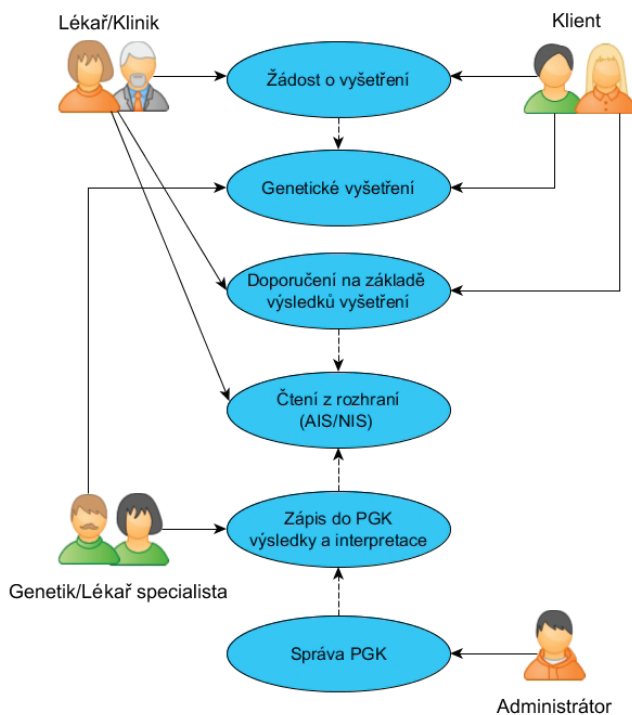 Lékař/Klinik
Klient
Žádost o vyšetření
Genetické vyšetření
Doporučení na základě
výsledků vyšetření
Čtení z rozhraní
(AIS/NIS)
Zápis do PGK
výsledky a interpretace
Genetik/Lékař specialista
Správa PGK
Administrátor